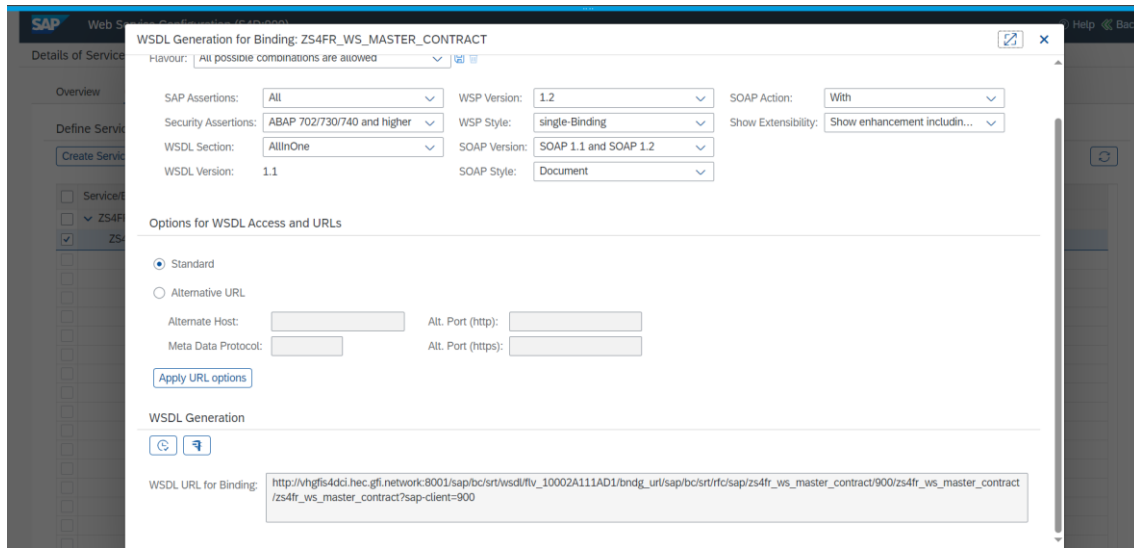 SAP Web S
Help Bac
WSDL Generation for Binding: ZS4FR_WS_MASTER_CONTRACT
Details of Service
Flavour: All possible combinations are allowed
Overview
SAP Assertions: All WSP Version: 1.2 SOAP Action: With
Define Servic
Security Assertions: ABAP 702/730/740 and higher WSP Style: single-Binding Show Extensibility: Show enhancement includin...
Create Servic
WSDL Section: AllInOne SOAP Version: SOAP 1.1 and SOAP 1.2
WSDL Version: 1.1 SOAP Style: Document
Service/B
ZS4F
Options for WSDL Access and URLs
ZS4
Standard
Alternative URL
Alternate Host: Alt. Port (http):
Meta Data Protocol: Alt. Port (https):
Apply URL options
WSDL Generation
WSDL URL for Binding: http://vhgfis4dci.hec.gfi.network:8001/sap/bc/srt/wsdl/flv_10002A111AD1/bndg_url/sap/bc/srt/rfc/sap/zs4fr_ws_master_contract/900/zs4fr_ws_master_contract
/zs4fr_ws_master_contract?sap-client=900